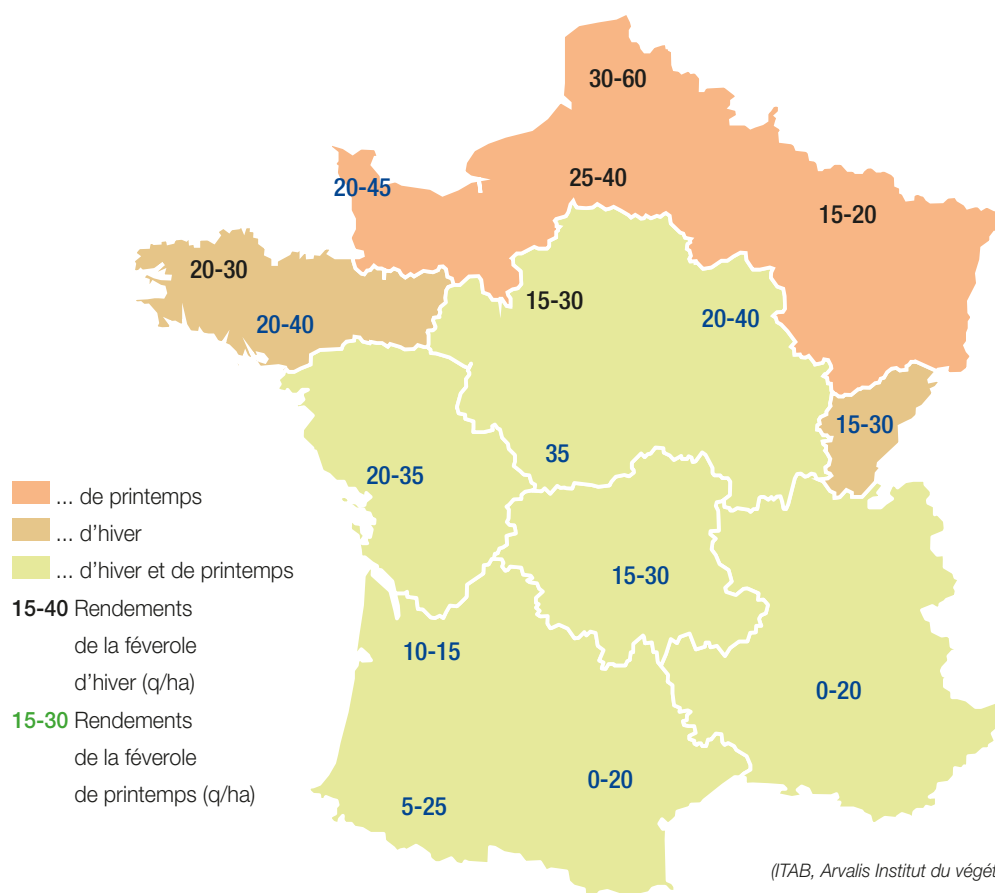 30-60
25-40
20-45
15-20
20-30
15-30
20-40
20-40
15-30
35
20-35
... de printemps
... d'hiver
... d'hiver et de printemps
15-30
15-40 Rendements
de la féverole
10-15
d'hiver (q/ha)
0-20
15-30 Rendements
de la féverole
0-20
de printemps (q/ha)
5-25
(ITAB, Arvalis Institut du végét